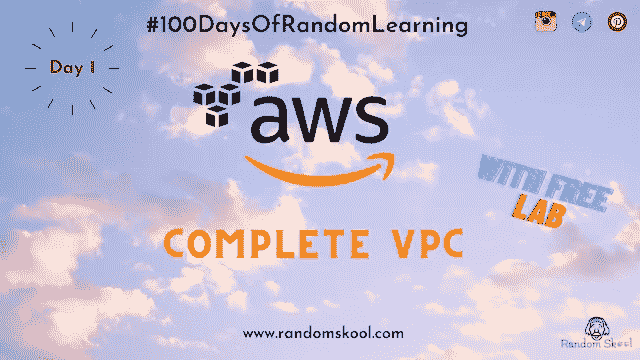 #100DaysOfRandomLearning
Day 1
aws
WITH FREE
LAB
COMPLETE VPC
www.randomskool.com
Random Skool